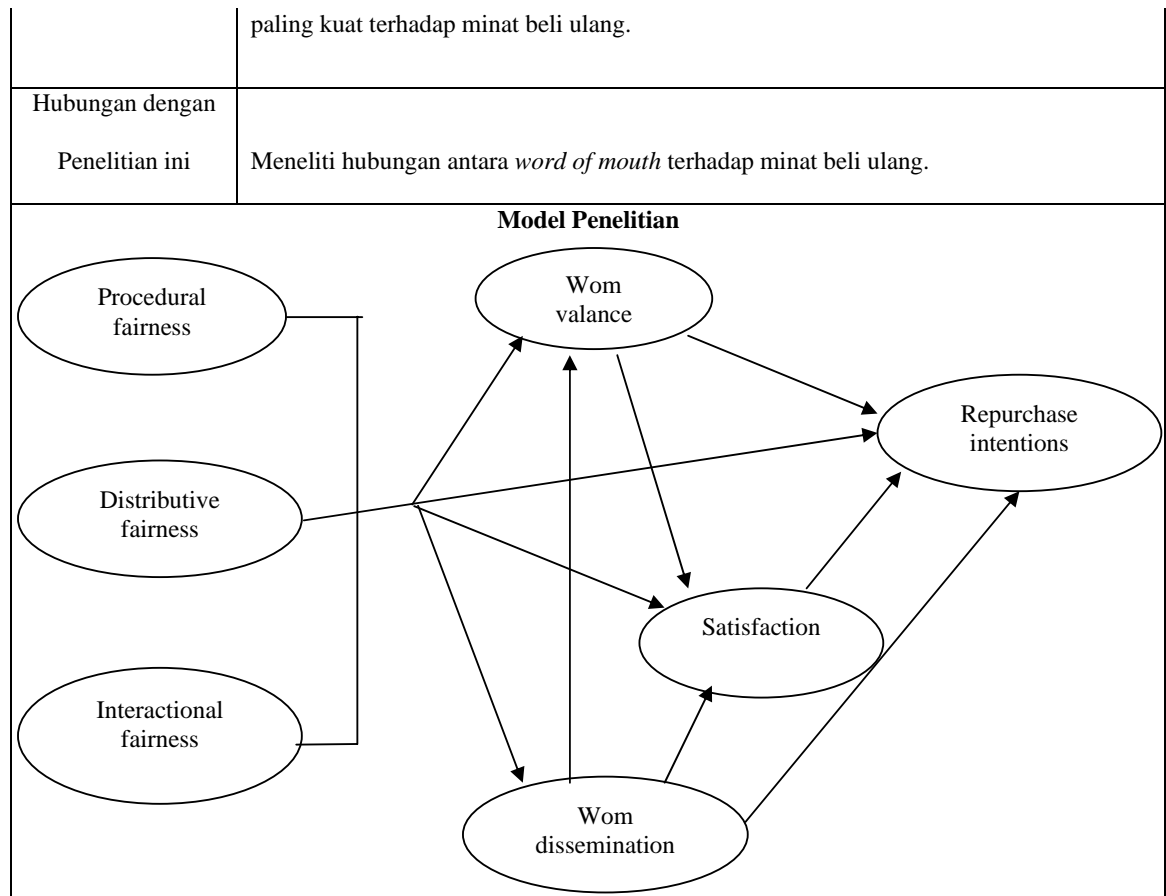 paling kuat terhadap minat beli ulang.
Hubungan dengan
Penelitian ini
Meneliti hubungan antara word of mouth terhadap minat beli ulang.
Model Penelitian
Procedural
fairness
Wom
valance
Repurchase
intentions
Distributive
fairness
Satisfaction
Interactional
fairness
Wom
dissemination